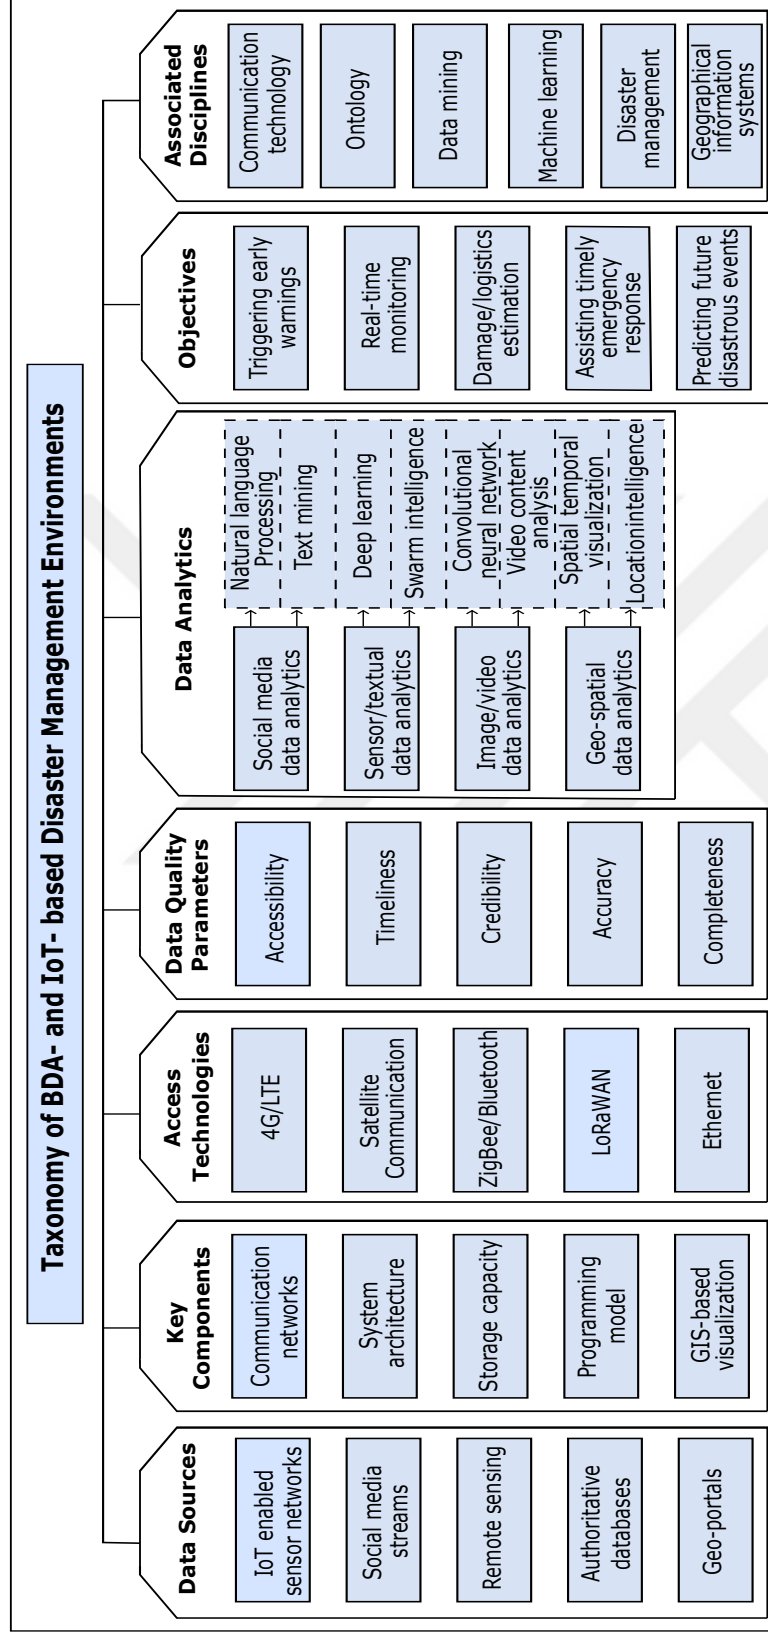 Taxonomy of BDA- and IoT- based Disaster Management Environments
Data Sources
IoT enabled
sensor networks
Social media
streams
Remote sensing
Authoritative
databases
Geo-portals
Key
Components
Communication
networks
System
architecture
Storage capacity
Programming
model
GIS-based
visualization
Access
Technologies
4G/LTE
Satellite
Communication
ZigBee/Bluetooth
LoRaWAN
Ethernet
Data Quality
Parameters
Accessibility
Timeliness
Credibility
Accuracy
Completeness
Data Analytics
Social media
data analytics
Natural language
Processing
Text mining
Sensor/textual
data analytics
Deep learning
Swarm intelligence
Image/video
data analytics
Convolutional
neural network
Video content
analysis
Geo-spatial
data analytics
Spatial temporal
visualization
Locationintelligence
Objectives
Triggering early
warnings
Real-time
monitoring
Damage/logistics
estimation
Assisting timely
emergency
response
Predicting future
disastrous events
Associated
Disciplines
Communication
technology
Ontology
Data mining
Machine learning
Disaster
management
Geographical
information
systems